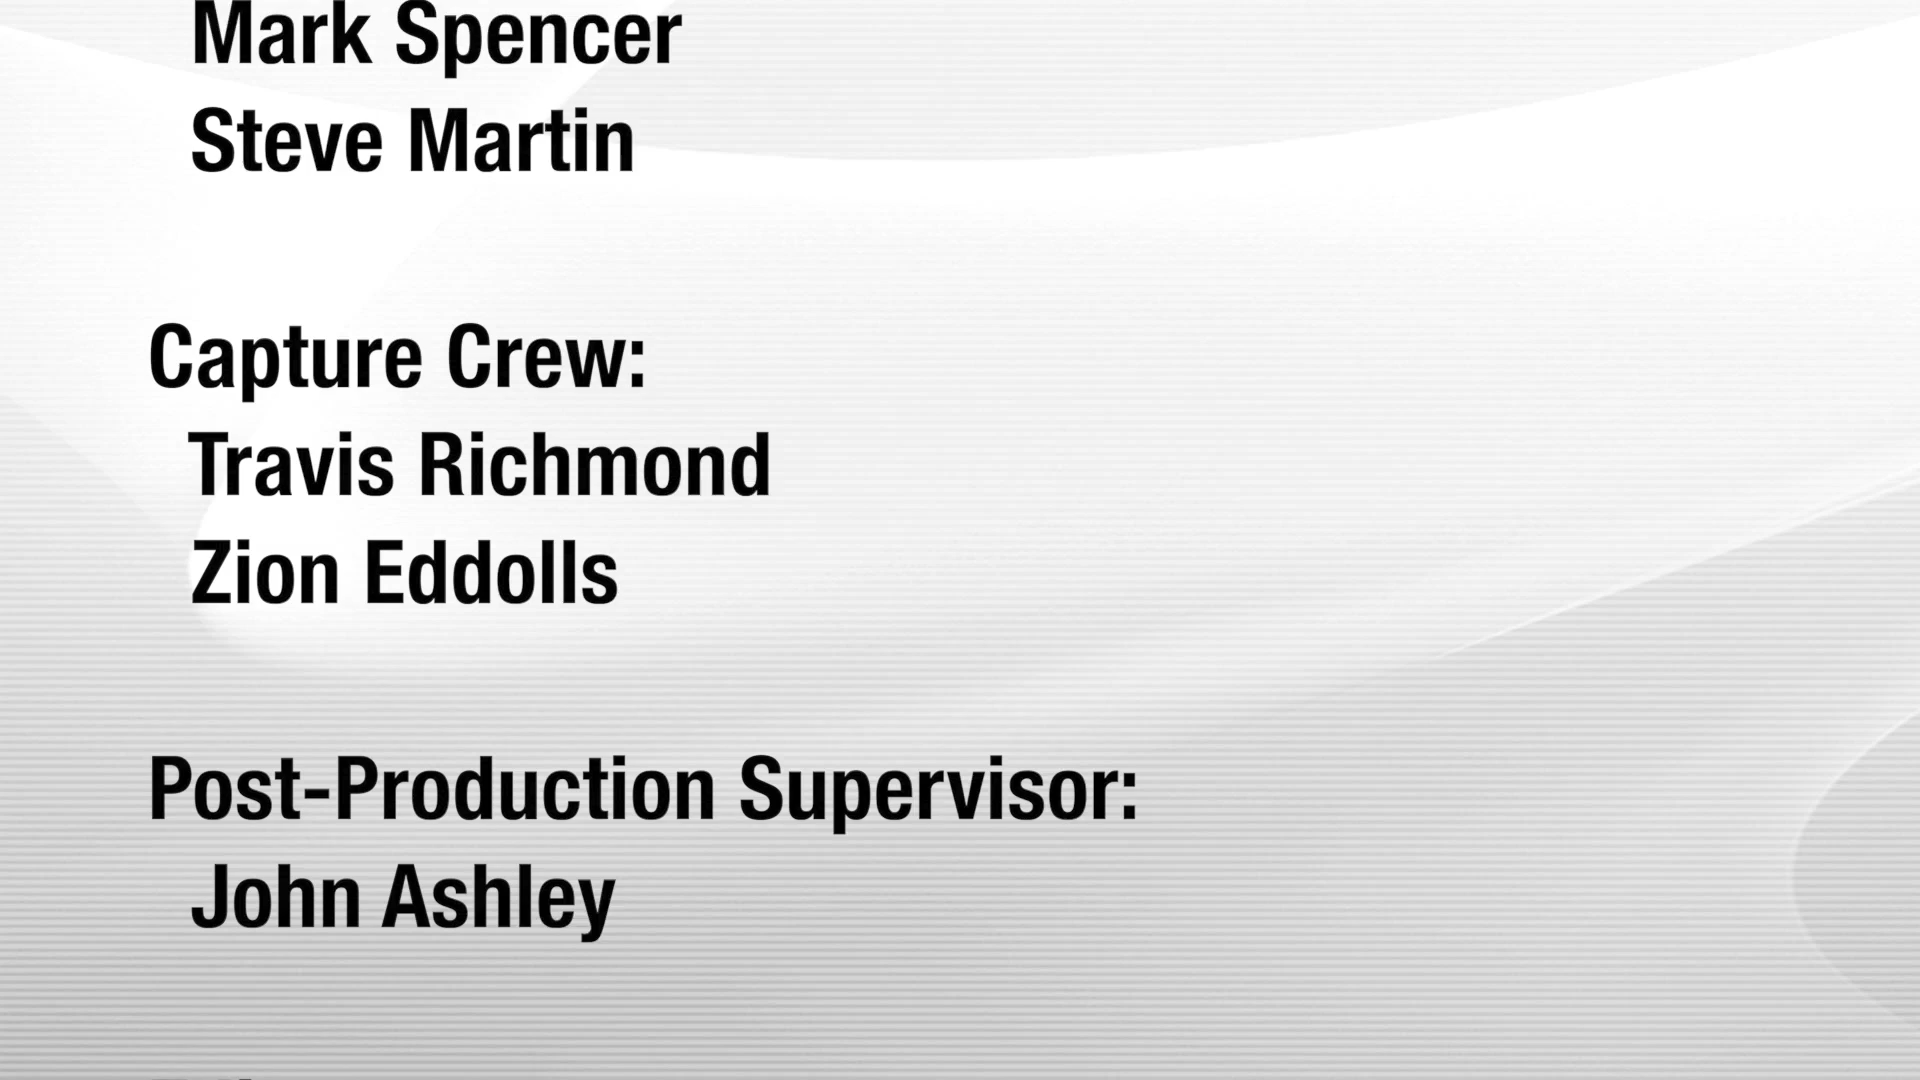 Mark Spencer
Steve Martin
Capture Crew:
Travis Richmond
Zion Eddolls
Post-Production Supervisor:
John Ashley